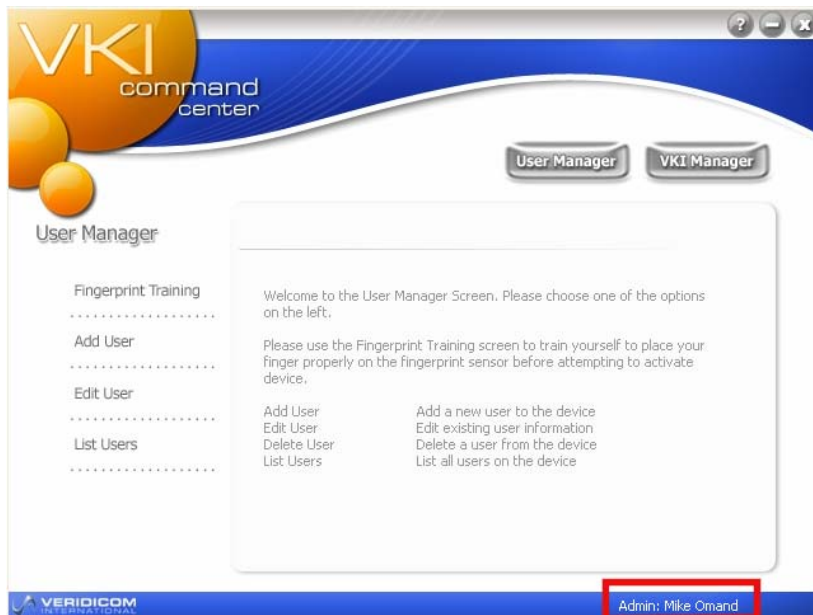 VKI
command
center
?
User Manager
VKI Manager
User Manager
Fingerprint Training
Add User
Edit User
List Users
Welcome to the User Manager Screen. Please choose one of the options
on the left.
Please use the Fingerprint Training screen to train yourself to place your
finger properly on the fingerprint sensor before attempting to activate
device.
Add User Add a new user to the device
Edit User Edit existing user information
Delete User Delete a user from the device
List Users List all users on the device
VERIDICOM
INTERNATIONAL
Admin: Mike Omand